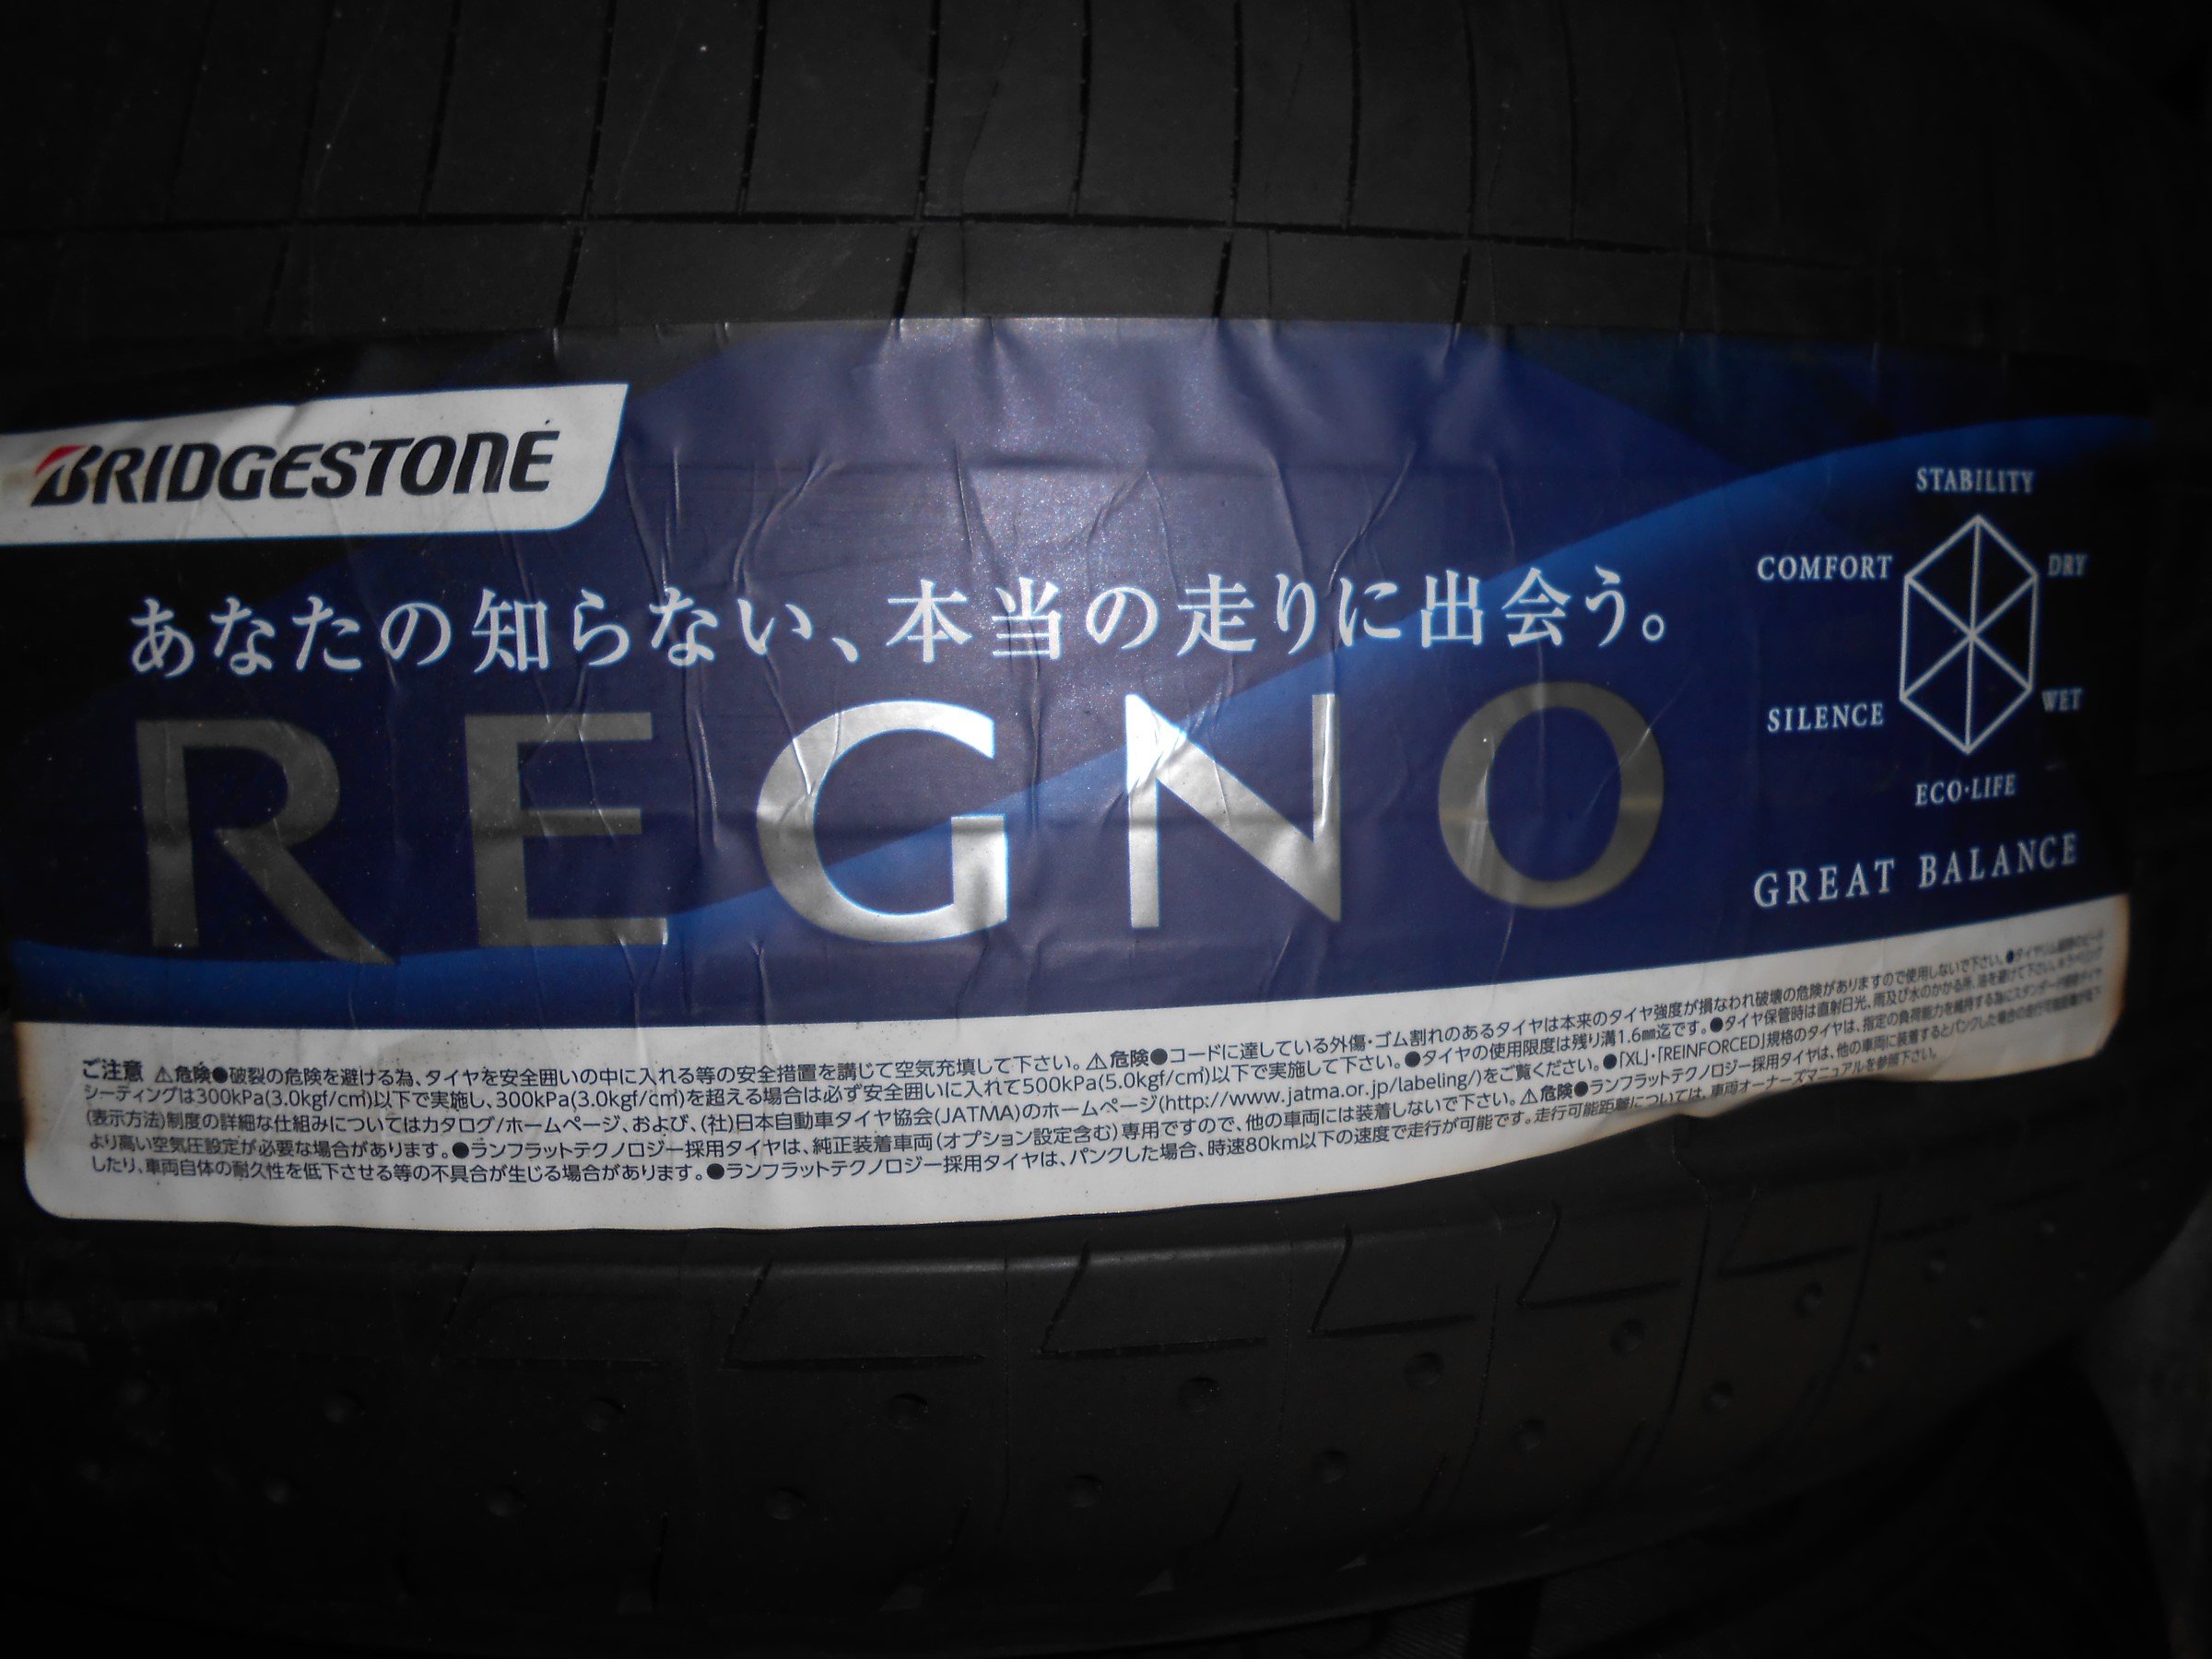 BRIDGESTONE
あなたの知らない、本当の走りに出会う。
REGNO
STABILITY
COMFORT
DRY
SILENCE
WET
ECO・LIFE
GREAT BALANCE
ご注意 ⚠危険●破裂の危険を避ける為、タイヤを安全囲いの中に入れる等の安全措置を講じて空気充填して下さい。⚠危険●コードに達している外傷・ゴム割れのあるタイヤは本来のタイヤ強度が損なわれ破壊の危険がありますので使用しないで下さい。
シーティングは300kPa(3.0kgf/c㎡)以下で実施し、300kPa(3.0kgf/c㎡)を超える場合は必ず安全囲いに入れて500kPa(5.0kgf/c㎡)以下で実施して下さい。●タイヤの使用限度は残り溝1.6㎜迄です。●タイヤ保管時は直射日光、雨及び水のかかる所、油を避けて下さい。
(表示方法)制度の詳細な仕組みについてはカタログ/ホームページ、および、(社)日本自動車タイヤ協会(JATMA)のホームページ(http://www.jatma.or.jp/labeling/)をご覧ください。●「XL」・「REINFORCED」規格のタイヤは、指定の負荷能力を維持する為にスタンダード規格タイヤ
より高い空気圧設定が必要な場合があります。●ランフラットテクノロジー採用タイヤは、純正装着車両(オプション設定含む)専用ですので、他の車両には装着しないで下さい。⚠危険●ランフラットテクノロジー採用タイヤは、他の車両に装着するとパンクした場合の走行可能距離が低下
したり、車両自体の耐久性を低下させる等の不具合が生じる場合があります。●ランフラットテクノロジー採用タイヤは、パンクした場合、時速80km以下の速度で走行が可能です。走行可能距離については、車両オーナーズマニュアルを参照下さい。